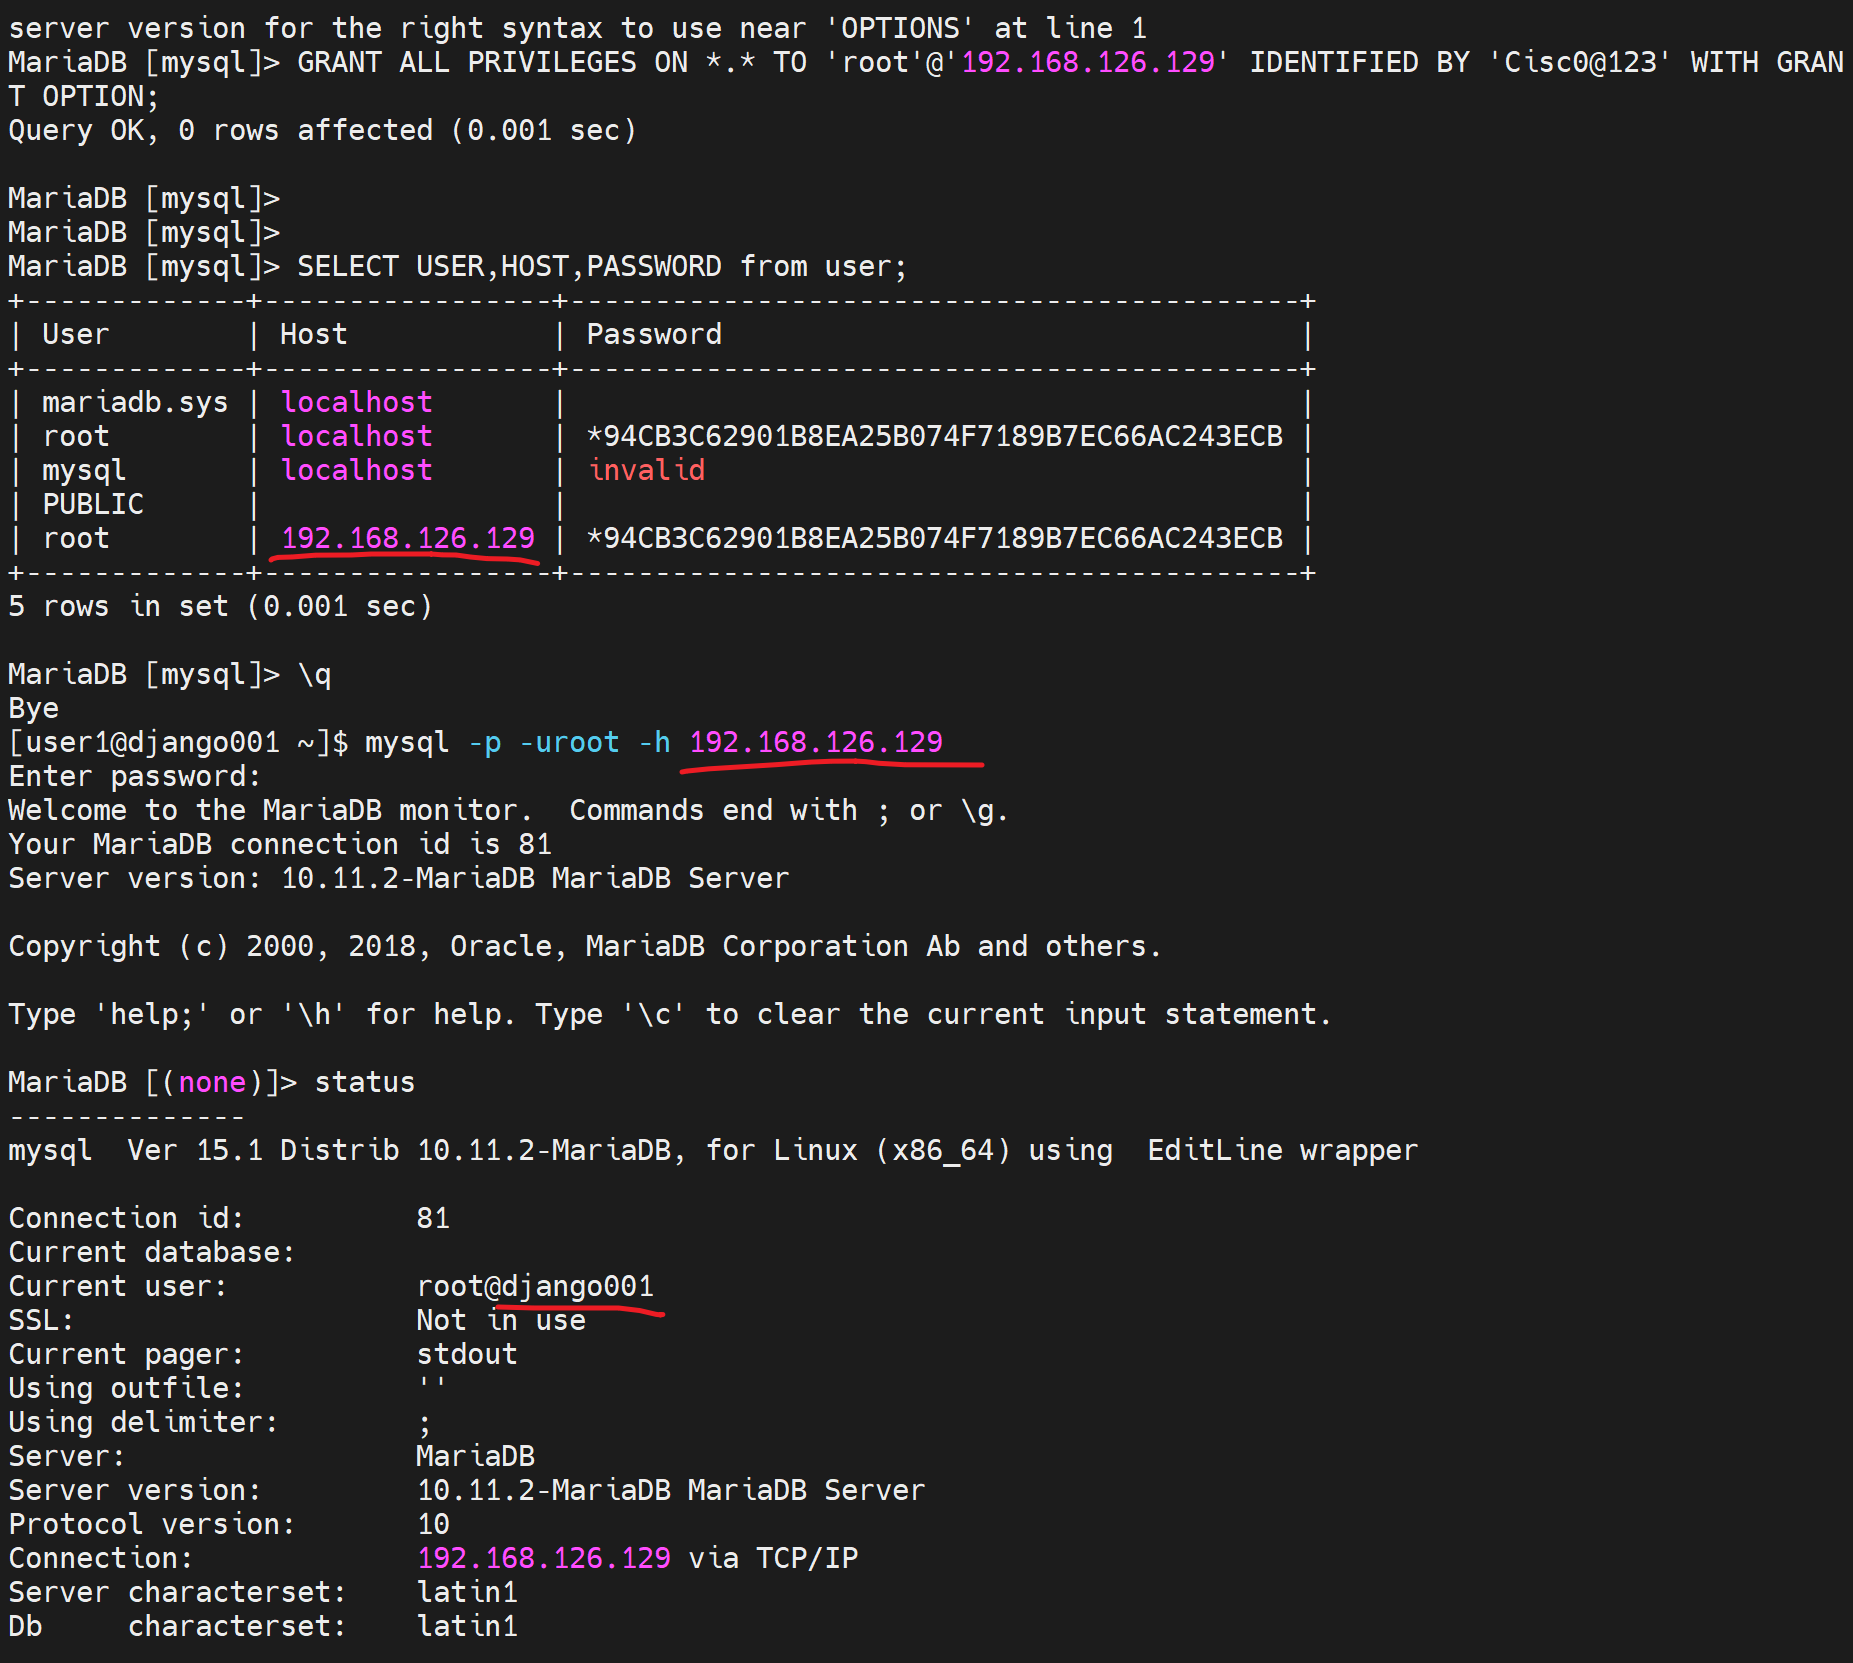 server version for the right syntax to use near 'OPTIONS' at line 1
MariaDB [mysql]> GRANT ALL PRIVILEGES ON *.* TO 'root'@'192.168.126.129' IDENTIFIED BY 'Cisc0@123' WITH GRAN
T OPTION;
Query OK, 0 rows affected (0.001 sec)

MariaDB [mysql]>
MariaDB [mysql]>
MariaDB [mysql]> SELECT USER,HOST,PASSWORD from user;
+-------------+-----------------+-------------------------------------------+
| User        | Host            | Password                                  |
+-------------+-----------------+-------------------------------------------+
| mariadb.sys | localhost       |                                           |
| root        | localhost       | *94CB3C62901B8EA25B074F7189B7EC66AC243ECB |
| mysql       | localhost       | invalid                                   |
| PUBLIC      |                 |                                           |
| root        | 192.168.126.129 | *94CB3C62901B8EA25B074F7189B7EC66AC243ECB |
+-------------+-----------------+-------------------------------------------+
5 rows in set (0.001 sec)

MariaDB [mysql]> \q
Bye
[user1@django001 ~]$ mysql -p -uroot -h 192.168.126.129
Enter password:
Welcome to the MariaDB monitor.  Commands end with ; or \g.
Your MariaDB connection id is 81
Server version: 10.11.2-MariaDB MariaDB Server

Copyright (c) 2000, 2018, Oracle, MariaDB Corporation Ab and others.

Type 'help;' or '\h' for help. Type '\c' to clear the current input statement.

MariaDB [(none)]> status
--------------
mysql  Ver 15.1 Distrib 10.11.2-MariaDB, for Linux (x86_64) using  EditLine wrapper

Connection id:          81
Current database:
Current user:           root@django001
SSL:                    Not in use
Current pager:          stdout
Using outfile:          ''
Using delimiter:        ;
Server:                 MariaDB
Server version:         10.11.2-MariaDB MariaDB Server
Protocol version:       10
Connection:             192.168.126.129 via TCP/IP
Server characterset:    latin1
Db     characterset:    latin1